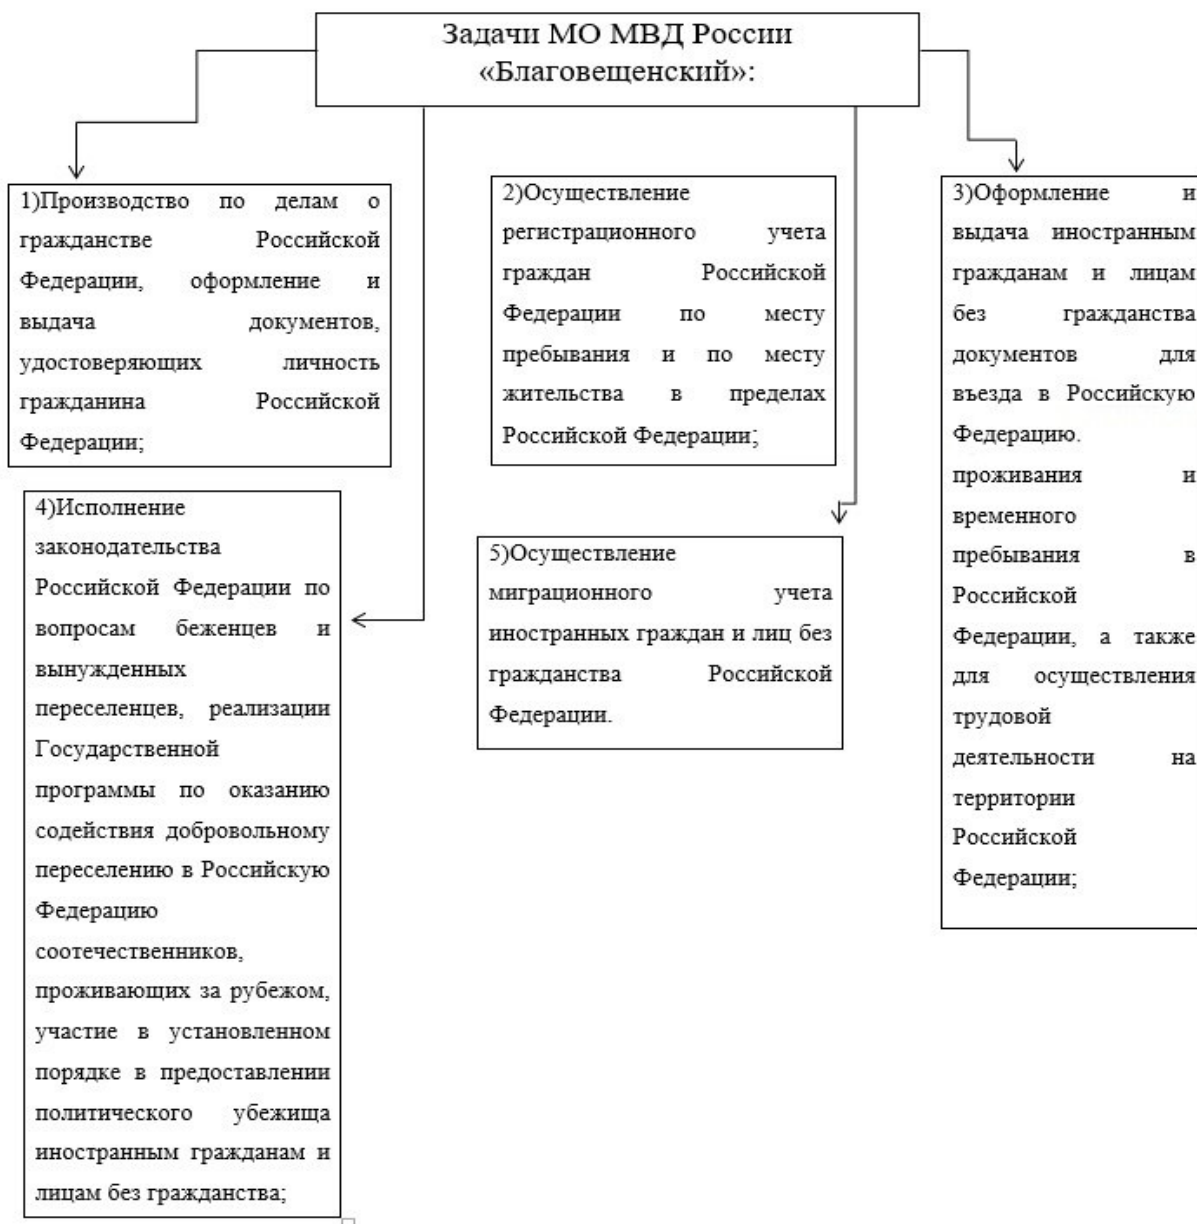 Задачи МО МВД России
«Благовещенский»:
1)Производство по делам о
гражданстве Российской
Федерации, оформление и
выдача документов,
удостоверяющих личность
гражданина Российской
Федерации;
2)Осуществление
регистрационного учета
граждан Российской
Федерации по месту
пребывания и по месту
жительства в пределах
Российской Федерации;
3)Оформление и
выдача иностранным
гражданам и лицам
без гражданства
документов для
въезда в Российскую
Федерацию.
проживания и
временного
пребывания в
Российской
Федерации, а также
для осуществления
трудовой
деятельности на
территории
Российской
Федерации;
4)Исполнение
законодательства
Российской Федерации по
вопросам беженцев и
вынужденных
переселенцев, реализации
Государственной
программы по оказанию
содействия добровольному
переселению в Российскую
Федерацию
соотечественников,
проживающих за рубежом,
участие в установленном
порядке в предоставлении
политического убежища
иностранным гражданам и
лицам без гражданства;
5)Осуществление
миграционного учета
иностранных граждан и лиц без
гражданства Российской
Федерации.